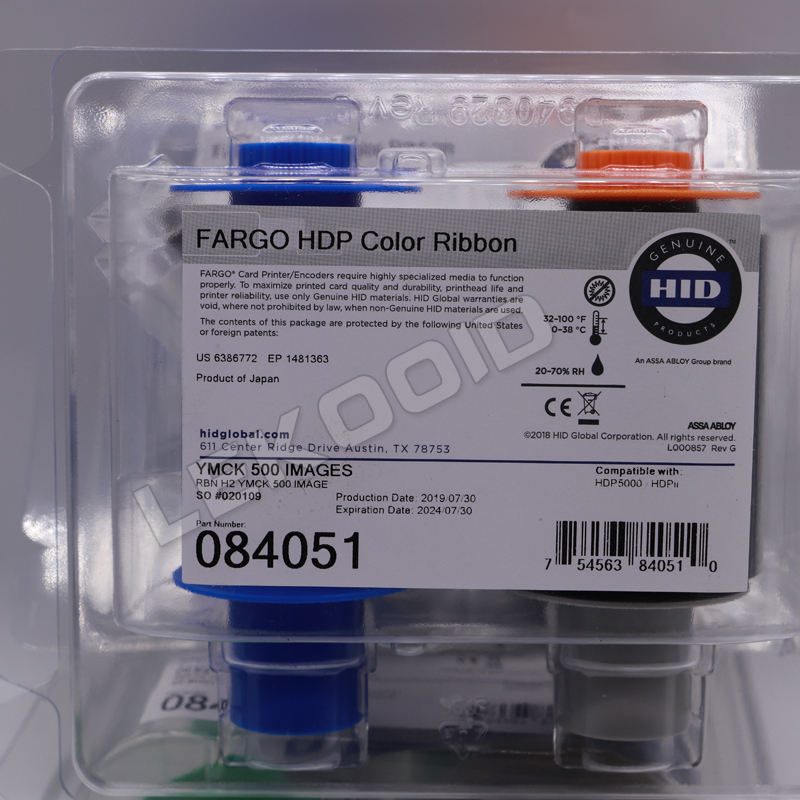 FARGO HDP Color Ribbon
GENUINE
HID
PRODUCTS
™
An ASSA ABLOY Group brand
FARGO® Card Printer/Encoders require highly specialized media to function
properly. To maximize printed card quality and durability, printhead life and
printer reliability, use only Genuine HID materials. HID Global warranties are
void, where not prohibited by law, when non-Genuine HID materials are used.
The contents of this package are protected by the following United States
or foreign patents:
US 6386772 EP 1481363
Product of Japan
32-100 °F
0-38 °C
20-70% RH
CE
hidglobal.com
611 Center Ridge Drive Austin, TX 78753
ASSA ABLOY
©2018 HID Global Corporation. All rights reserved.
L000857 Rev G
YMCK 500 IMAGES
RBN H2 YMCK 500 IMAGE
SO #020109
Production Date: 2019/07/30
Expiration Date: 2024/07/30
Compatible with:
HDP5000 · HDPii
Part Number:
084051
7 54563 84051 0
LEKOOID
084